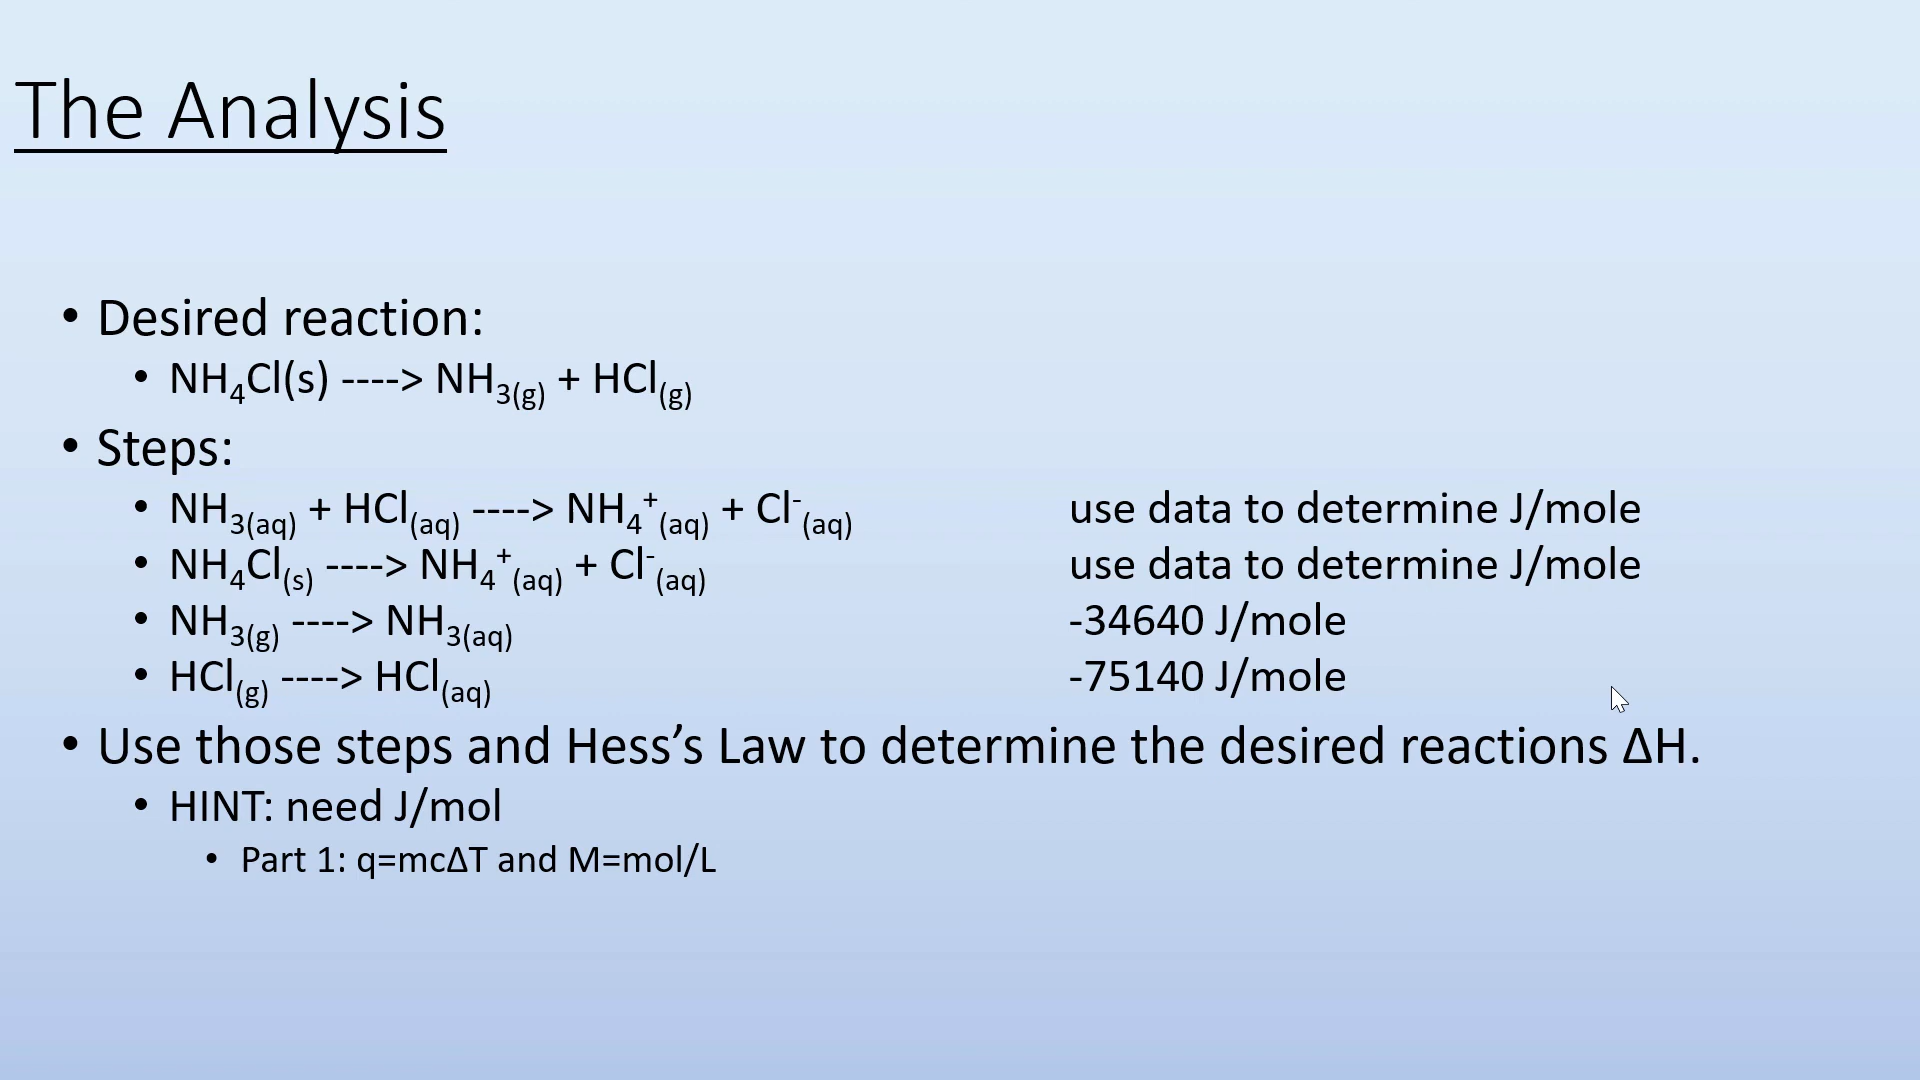 The Analysis
• Desired reaction:
• NH₄Cl(s) ----> NH₃₍g₎ + HCl₍g₎
• Steps:
• NH₃₍aq₎ + HCl₍aq₎ ----> NH₄⁺₍aq₎ + Cl⁻₍aq₎ use data to determine J/mole
• NH₄Cl₍s₎ ----> NH₄⁺₍aq₎ + Cl⁻₍aq₎ use data to determine J/mole
• NH₃₍g₎ ----> NH₃₍aq₎ -34640 J/mole
• HCl₍g₎ ----> HCl₍aq₎ -75140 J/mole
• Use those steps and Hess’s Law to determine the desired reactions ΔH.
• HINT: need J/mol
• Part 1: q=mcΔT and M=mol/L